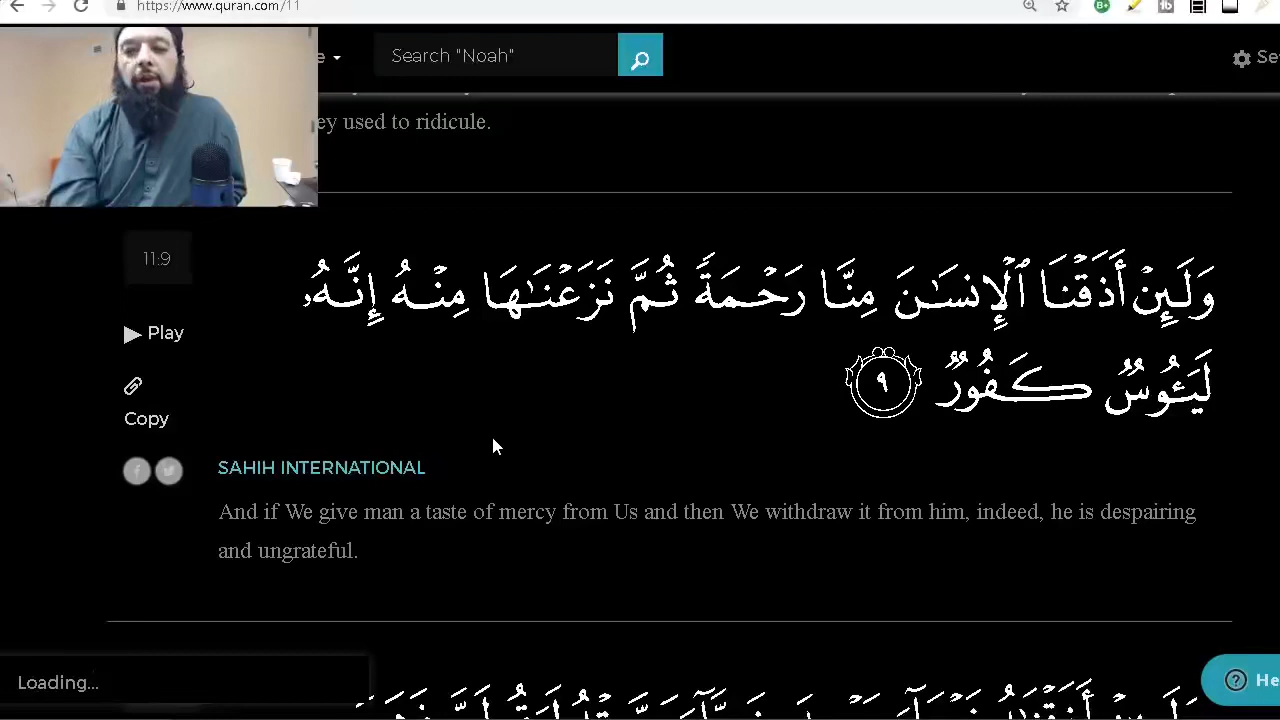 https://www.quran.com/11
Search "Noah"
ey used to ridicule.
11:9
وَلَئِنْ أَذَقْنَا ٱلْإِنسَـٰنَ مِنَّا رَحْمَةً ثُمَّ نَزَعْنَـٰهَا مِنْهُ إِنَّهُۥ
لَيَـُٔوسٌ كَفُورٌ ٩
Play
Copy
SAHIH INTERNATIONAL
And if We give man a taste of mercy from Us and then We withdraw it from him, indeed, he is despairing
and ungrateful.
Loading...